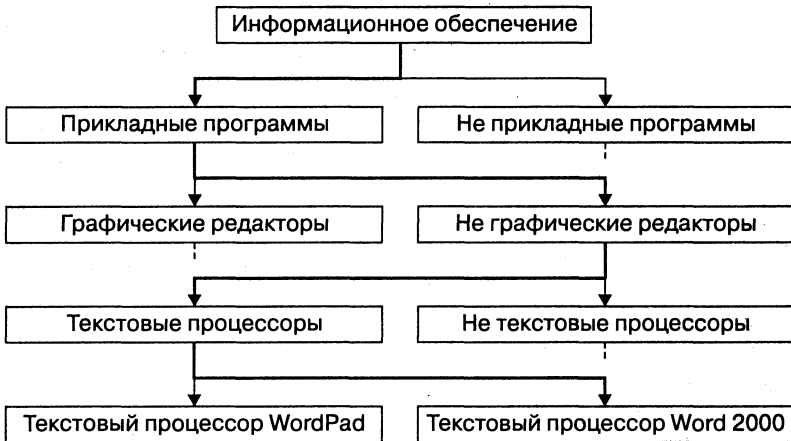 Информационное обеспечение
Прикладные программы
Не прикладные программы
Графические редакторы
Не графические редакторы
Текстовые процессоры
Не текстовые процессоры
Текстовый процессор WordPad
Текстовый процессор Word 2000